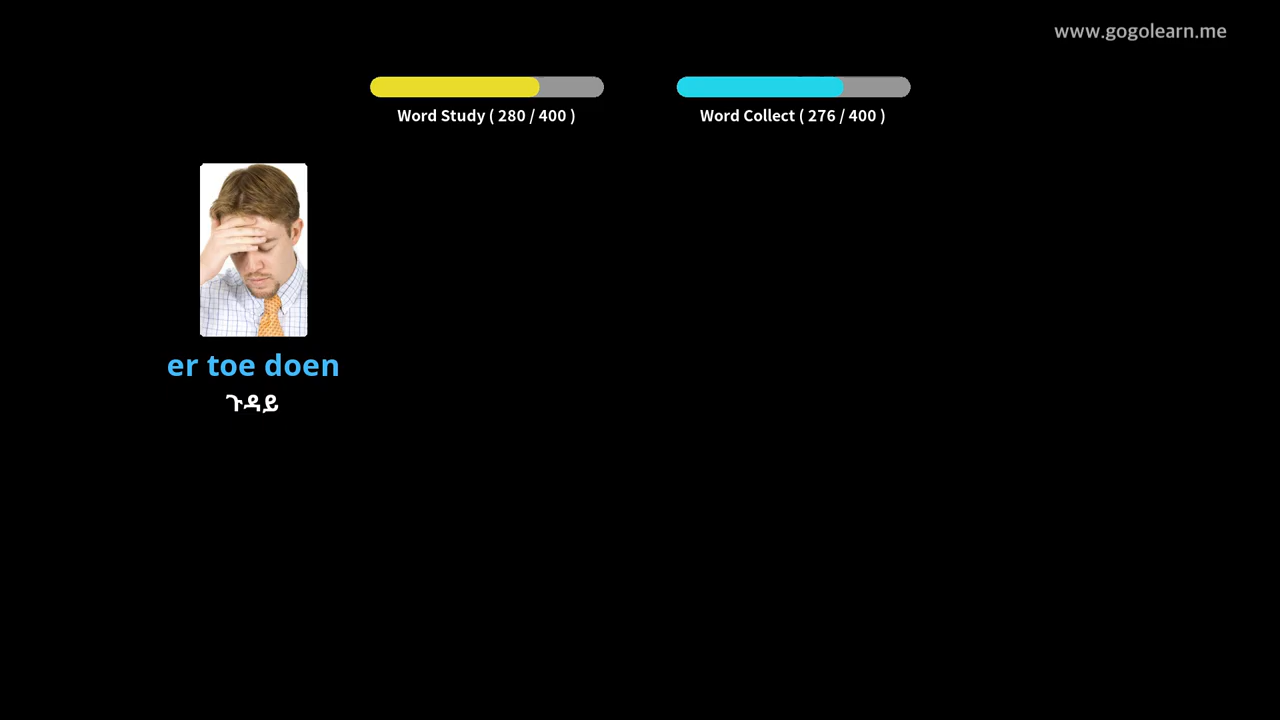 www.gogolearn.me
Word Study ( 280 / 400 )
Word Collect ( 276 / 400 )
er toe doen
ጉዳይ